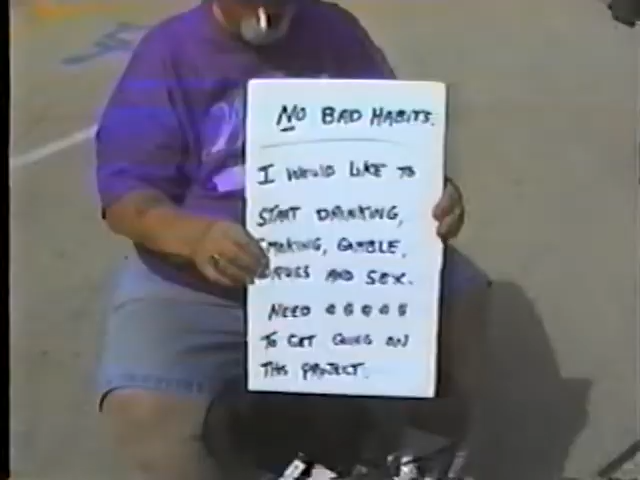 NO BAD HABITS.
I WOULD LIKE TO
START DRINKING,
SMOKING, GAMBLE,
DRUGS AND SEX.
NEED $ $ $ $ $
TO GET GOING ON
THIS PROJECT.